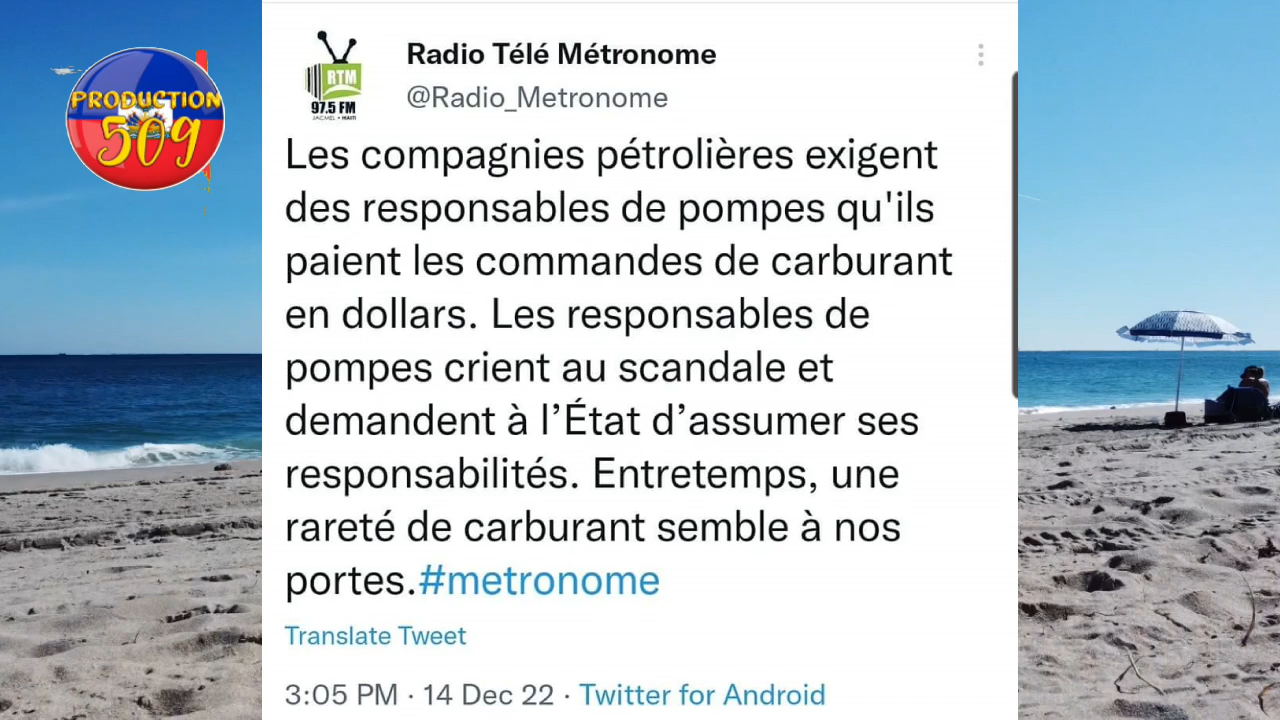 PRODUCTION
509
RTM
97.5 FM
JACMEL • HAITI
Radio Télé Métronome
@Radio_Metronome
Les compagnies pétrolières exigent
des responsables de pompes qu'ils
paient les commandes de carburant
en dollars. Les responsables de
pompes crient au scandale et
demandent à l’État d’assumer ses
responsabilités. Entretemps, une
rareté de carburant semble à nos
portes.#metronome
Translate Tweet
3:05 PM · 14 Dec 22 · Twitter for Android